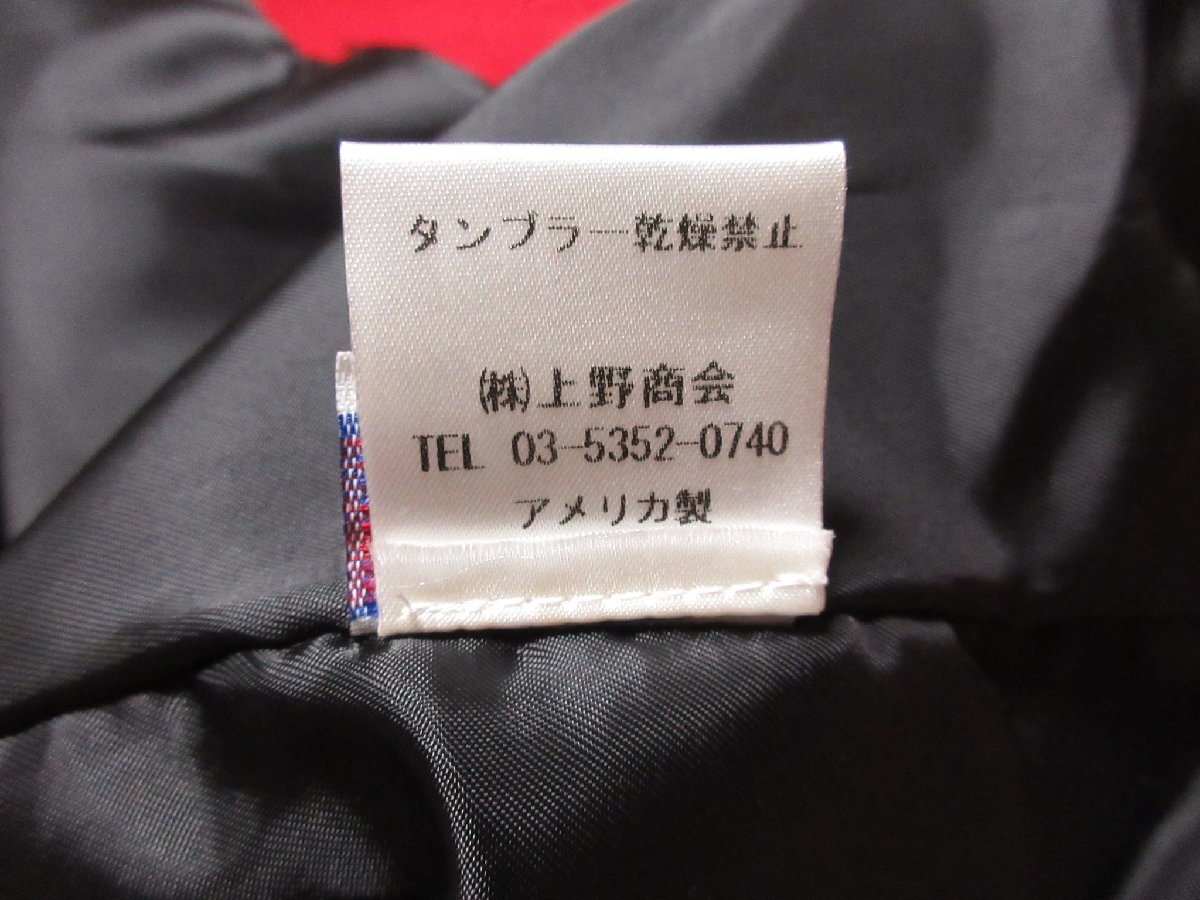 タンブラー乾燥禁止
㈱上野商会
TEL 03-5352-0740
アメリカ製